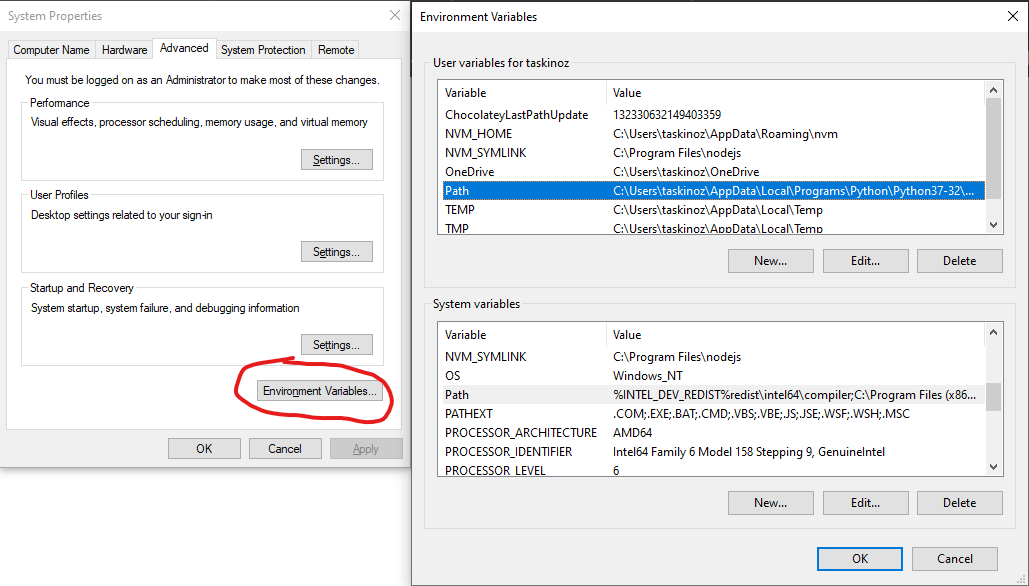 System Properties
Computer Name
Hardware
Advanced
System Protection
Remote
You must be logged on as an Administrator to make most of these changes.
Performance
Visual effects, processor scheduling, memory usage, and virtual memory
Settings...
User Profiles
Desktop settings related to your sign-in
Settings...
Startup and Recovery
System startup, system failure, and debugging information
Settings...
Environment Variables...
OK
Cancel
Apply
Environment Variables
User variables for taskinoz
Variable Value
ChocolateyLastPathUpdate 132330632149403359
NVM_HOME C:\Users\taskinoz\AppData\Roaming\nvm
NVM_SYMLINK C:\Program Files\nodejs
OneDrive C:\Users\taskinoz\OneDrive
Path C:\Users\taskinoz\AppData\Local\Programs\Python\Python37-32\...
TEMP C:\Users\taskinoz\AppData\Local\Temp
TMP C:\Users\taskinoz\AppData\Local\Temp
New... Edit... Delete
System variables
Variable Value
NVM_SYMLINK C:\Program Files\nodejs
OS Windows_NT
Path %INTEL_DEV_REDIST%redist\intel64\compiler;C:\Program Files (x86...
PATHEXT .COM;.EXE;.BAT;.CMD;.VBS;.VBE;.JS;.JSE;.WSF;.WSH;.MSC
PROCESSOR_ARCHITECTURE AMD64
PROCESSOR_IDENTIFIER Intel64 Family 6 Model 158 Stepping 9, GenuineIntel
PROCESSOR_LEVEL 6
New... Edit... Delete
OK Cancel